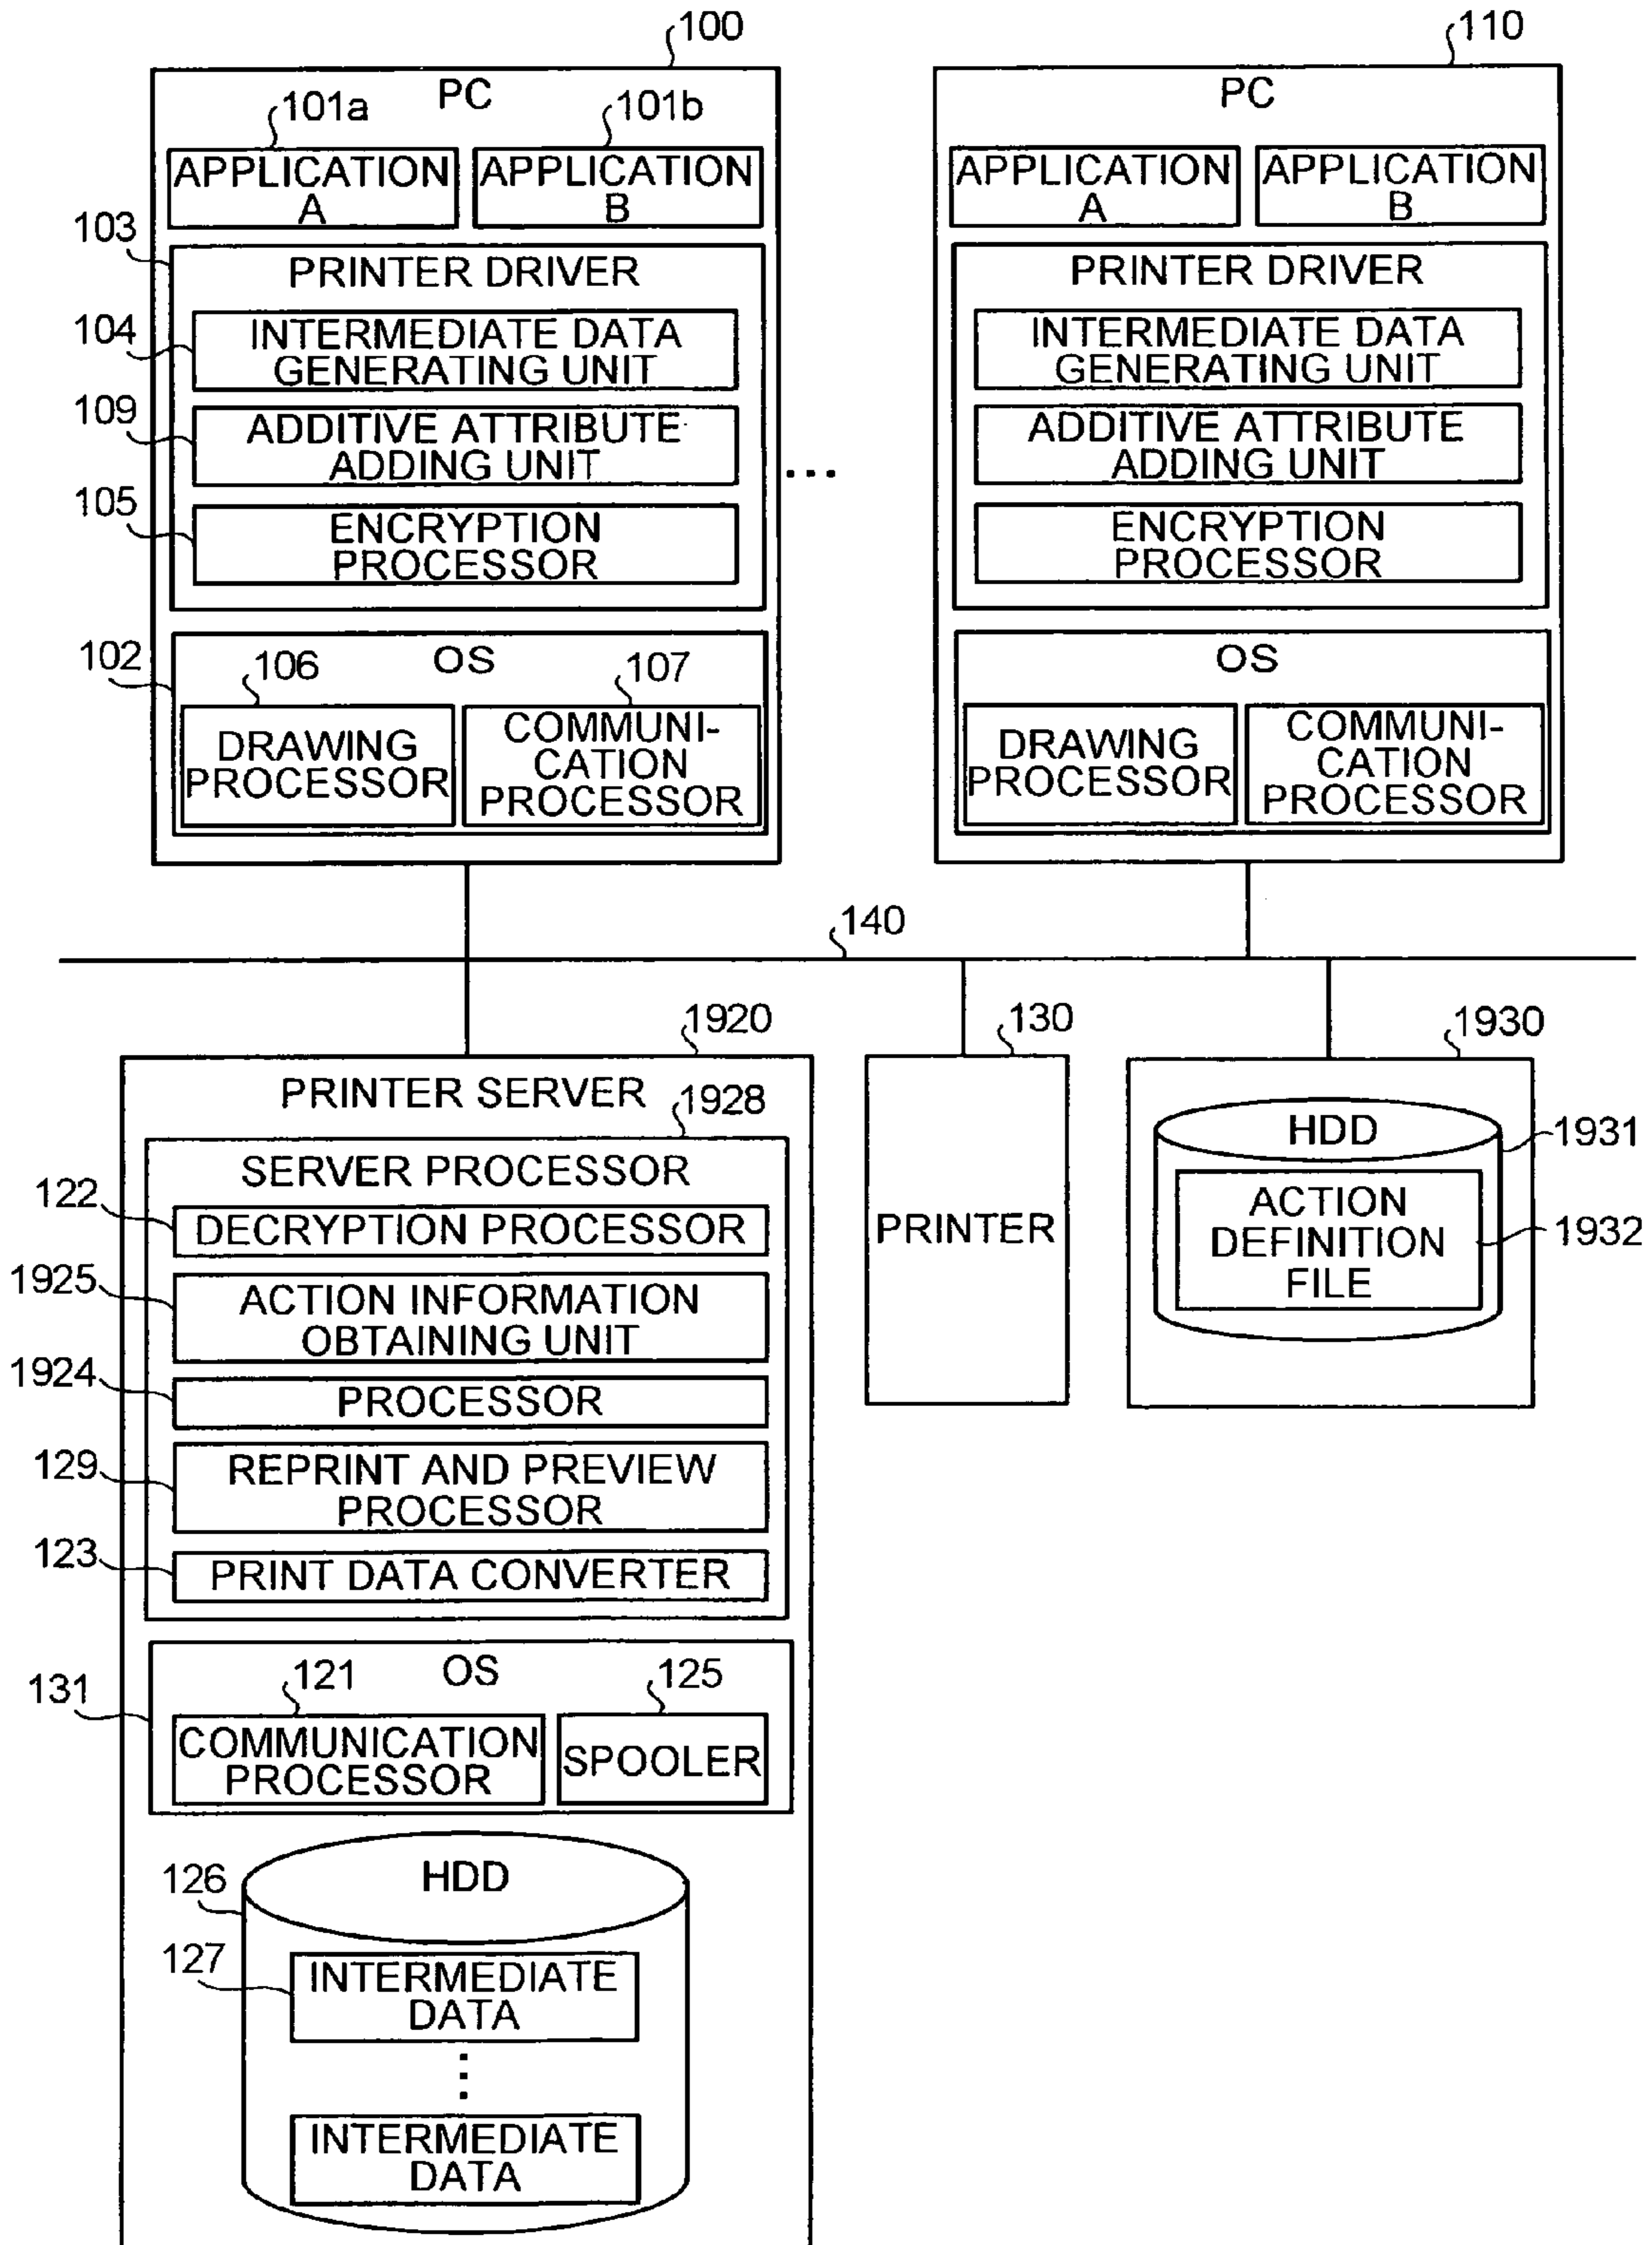 100
PC
101a
101b
APPLICATION
A
APPLICATION
B
103
PRINTER DRIVER
104
INTERMEDIATE DATA
GENERATING UNIT
109
ADDITIVE ATTRIBUTE
ADDING UNIT
105
ENCRYPTION
PROCESSOR
102
OS
106
107
DRAWING
PROCESSOR
COMMUNI-
CATION
PROCESSOR
...
110
PC
APPLICATION
A
APPLICATION
B
PRINTER DRIVER
INTERMEDIATE DATA
GENERATING UNIT
ADDITIVE ATTRIBUTE
ADDING UNIT
ENCRYPTION
PROCESSOR
OS
DRAWING
PROCESSOR
COMMUNI-
CATION
PROCESSOR
140
1920
PRINTER SERVER
1928
SERVER PROCESSOR
122
DECRYPTION PROCESSOR
1925
ACTION INFORMATION
OBTAINING UNIT
1924
PROCESSOR
129
REPRINT AND PREVIEW
PROCESSOR
123
PRINT DATA CONVERTER
131
OS
121
125
COMMUNICATION
PROCESSOR
SPOOLER
126
HDD
127
INTERMEDIATE
DATA
⋮
INTERMEDIATE
DATA
130
PRINTER
1930
HDD
1931
ACTION
DEFINITION
FILE
1932